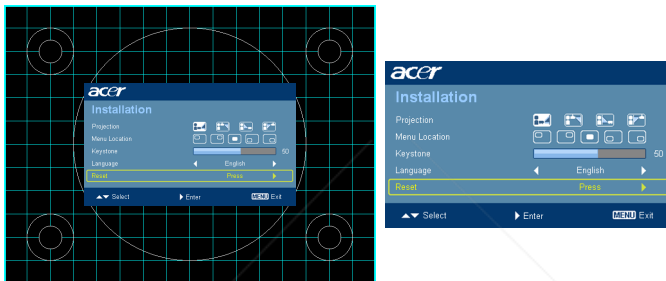 acer
Installation
Projection
Menu Location
Keystone 50
Language English
Reset Press
Select Enter MENU Exit
acer
Installation
Projection
Menu Location
Keystone 50
Language English
Reset Press
Select Enter MENU Exit